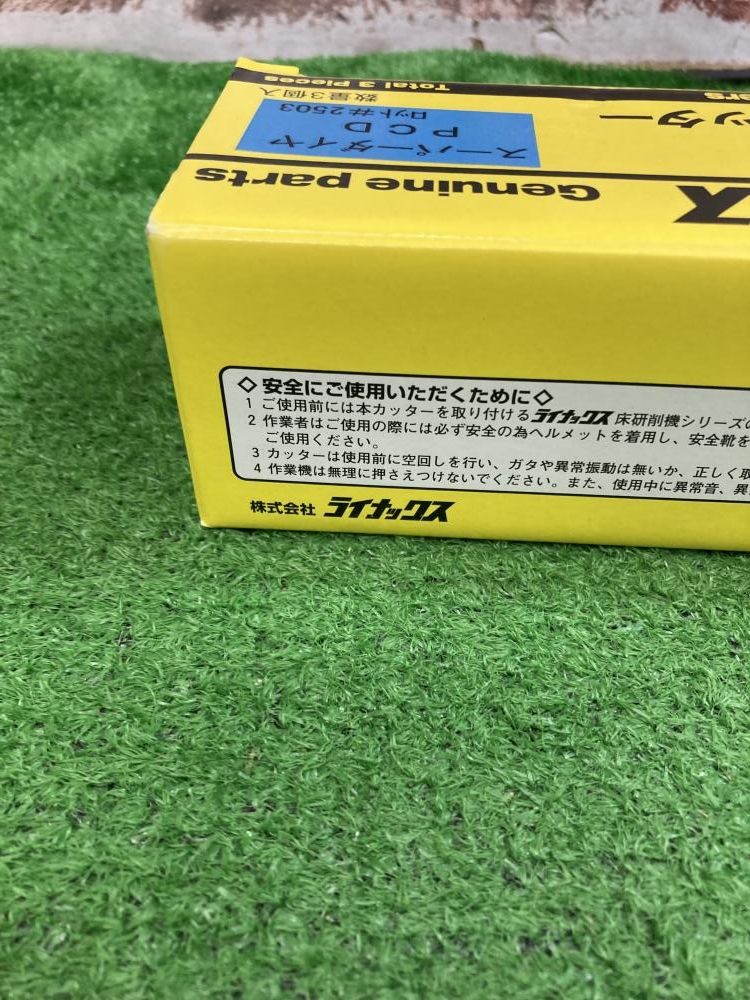 Total 3 Pieces
数量3個入
ロット#2503
PCD
スーパーダイヤ
ッター
Genuine parts
ス
◇安全にご使用いただくために◇
1 ご使用前には本カッターを取り付けるライナックス床研削機シリーズの
2 作業者はご使用の際には必ず安全の為ヘルメットを着用し、安全靴を
ご使用ください。
3 カッターは使用前に空回しを行い、ガタや異常振動は無いか、正しく取
4 作業機は無理に押さえつけないでください。また、使用中に異常音、異
株式会社 ライナックス